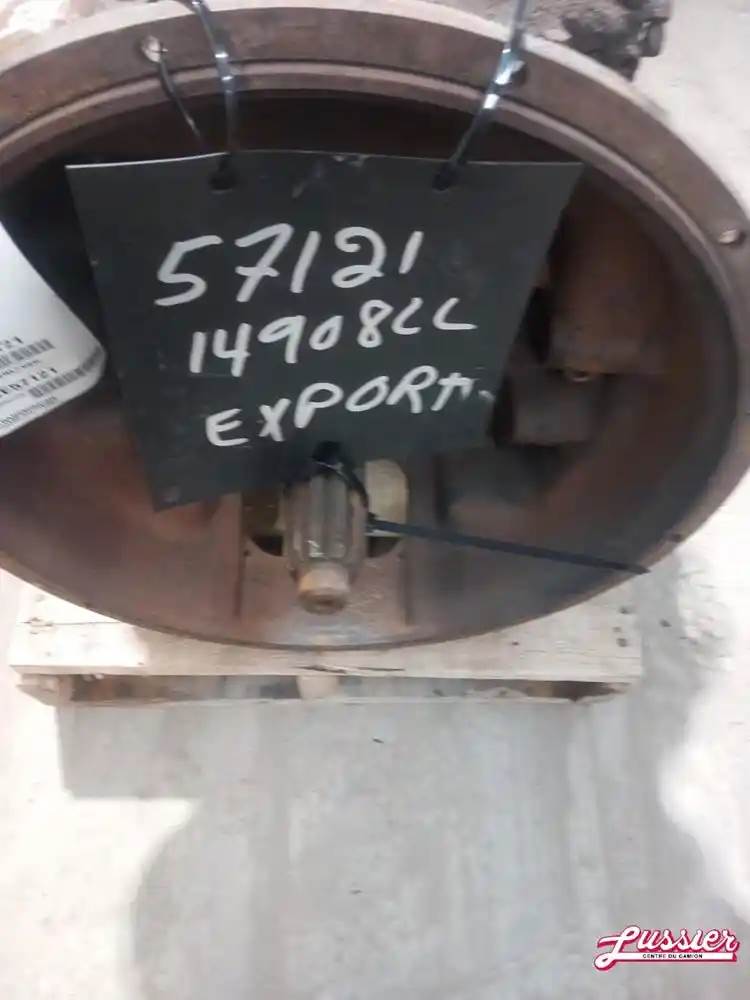 57121
14908LL
EXPORT
Lussier
CENTRE DU CAMION